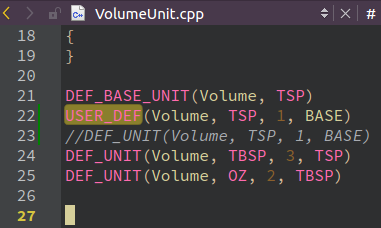 VolumeUnit.cpp
#
18 {
19 }
20
21 DEF_BASE_UNIT(Volume, TSP)
22 USER_DEF(Volume, TSP, 1, BASE)
23 //DEF_UNIT(Volume, TSP, 1, BASE)
24 DEF_UNIT(Volume, TBSP, 3, TSP)
25 DEF_UNIT(Volume, OZ, 2, TBSP)
26
27